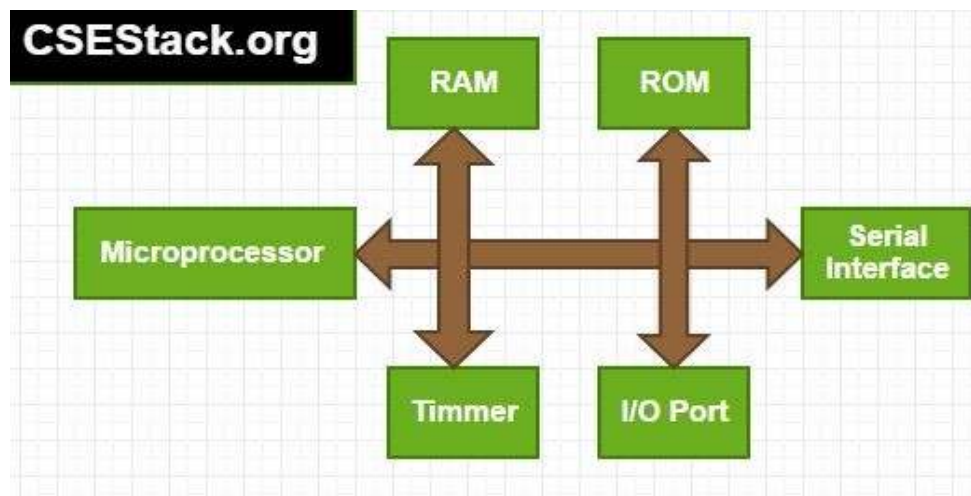 CSEStack.org
RAM
ROM
Microprocessor
Serial
Interface
Timmer
I/O Port